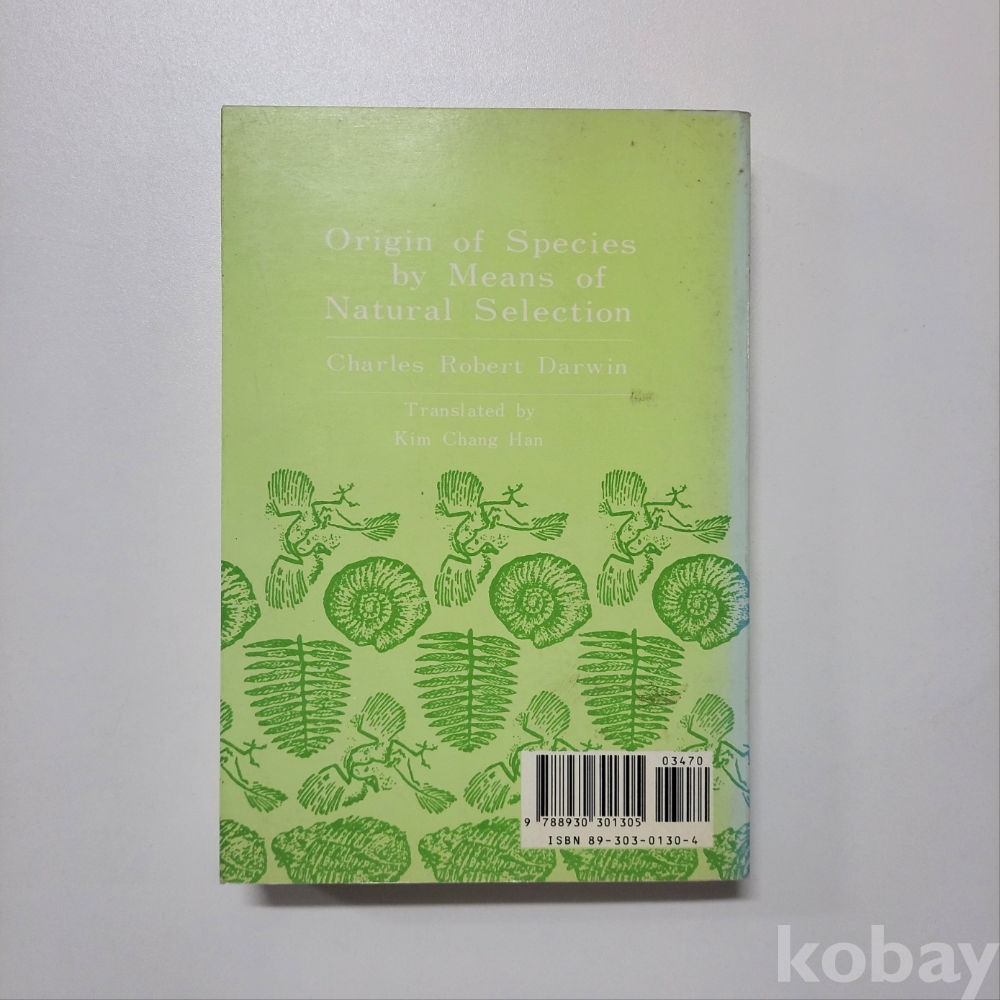 Origin of Species
by Means of
Natural Selection
Charles Robert Darwin
Translated by
Kim Chang Han
03470
9 788930 301305
ISBN 89-303-0130-4
kobay